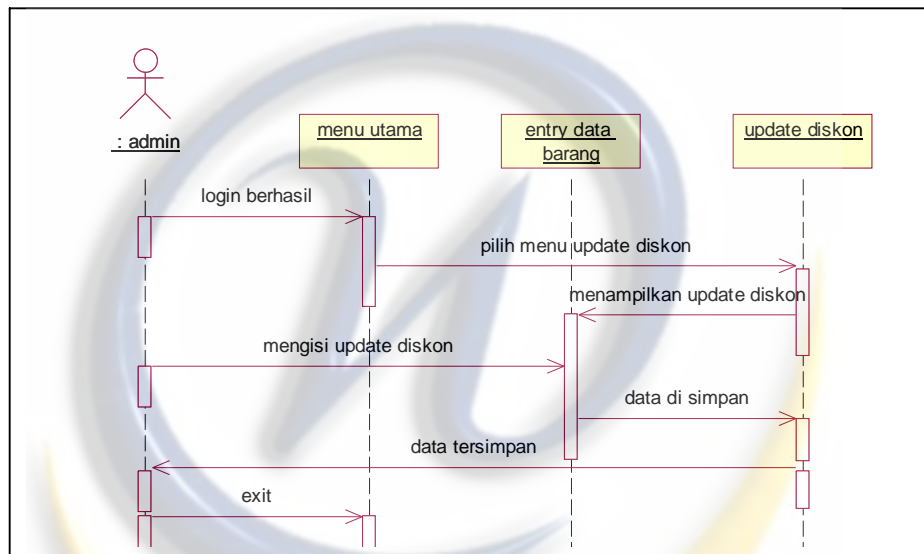 : admin
menu utama
entry data
barang
update diskon
login berhasil
pilih menu update diskon
menampilkan update diskon
mengisi update diskon
data di simpan
data tersimpan
exit